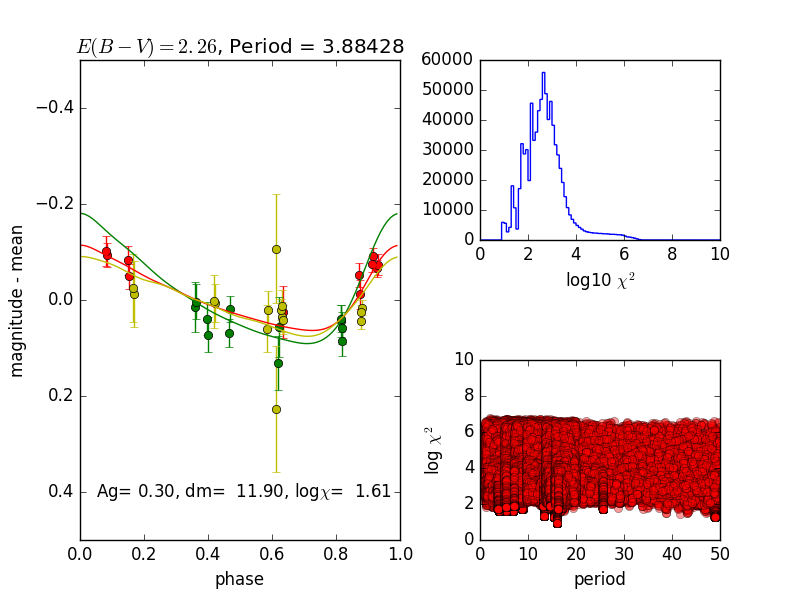 E(B − V) = 2.26, Period = 3.88428
−0.4
−0.2
0.0
0.2
0.4
magnitude - mean
Ag= 0.30, dm= 11.90, logχ= 1.61
0.0 0.2 0.4 0.6 0.8 1.0
phase
60000
50000
40000
30000
20000
10000
0
0 2 4 6 8 10
log10 χ²
10
8
6
4
2
0
log χ²
0 10 20 30 40 50
period